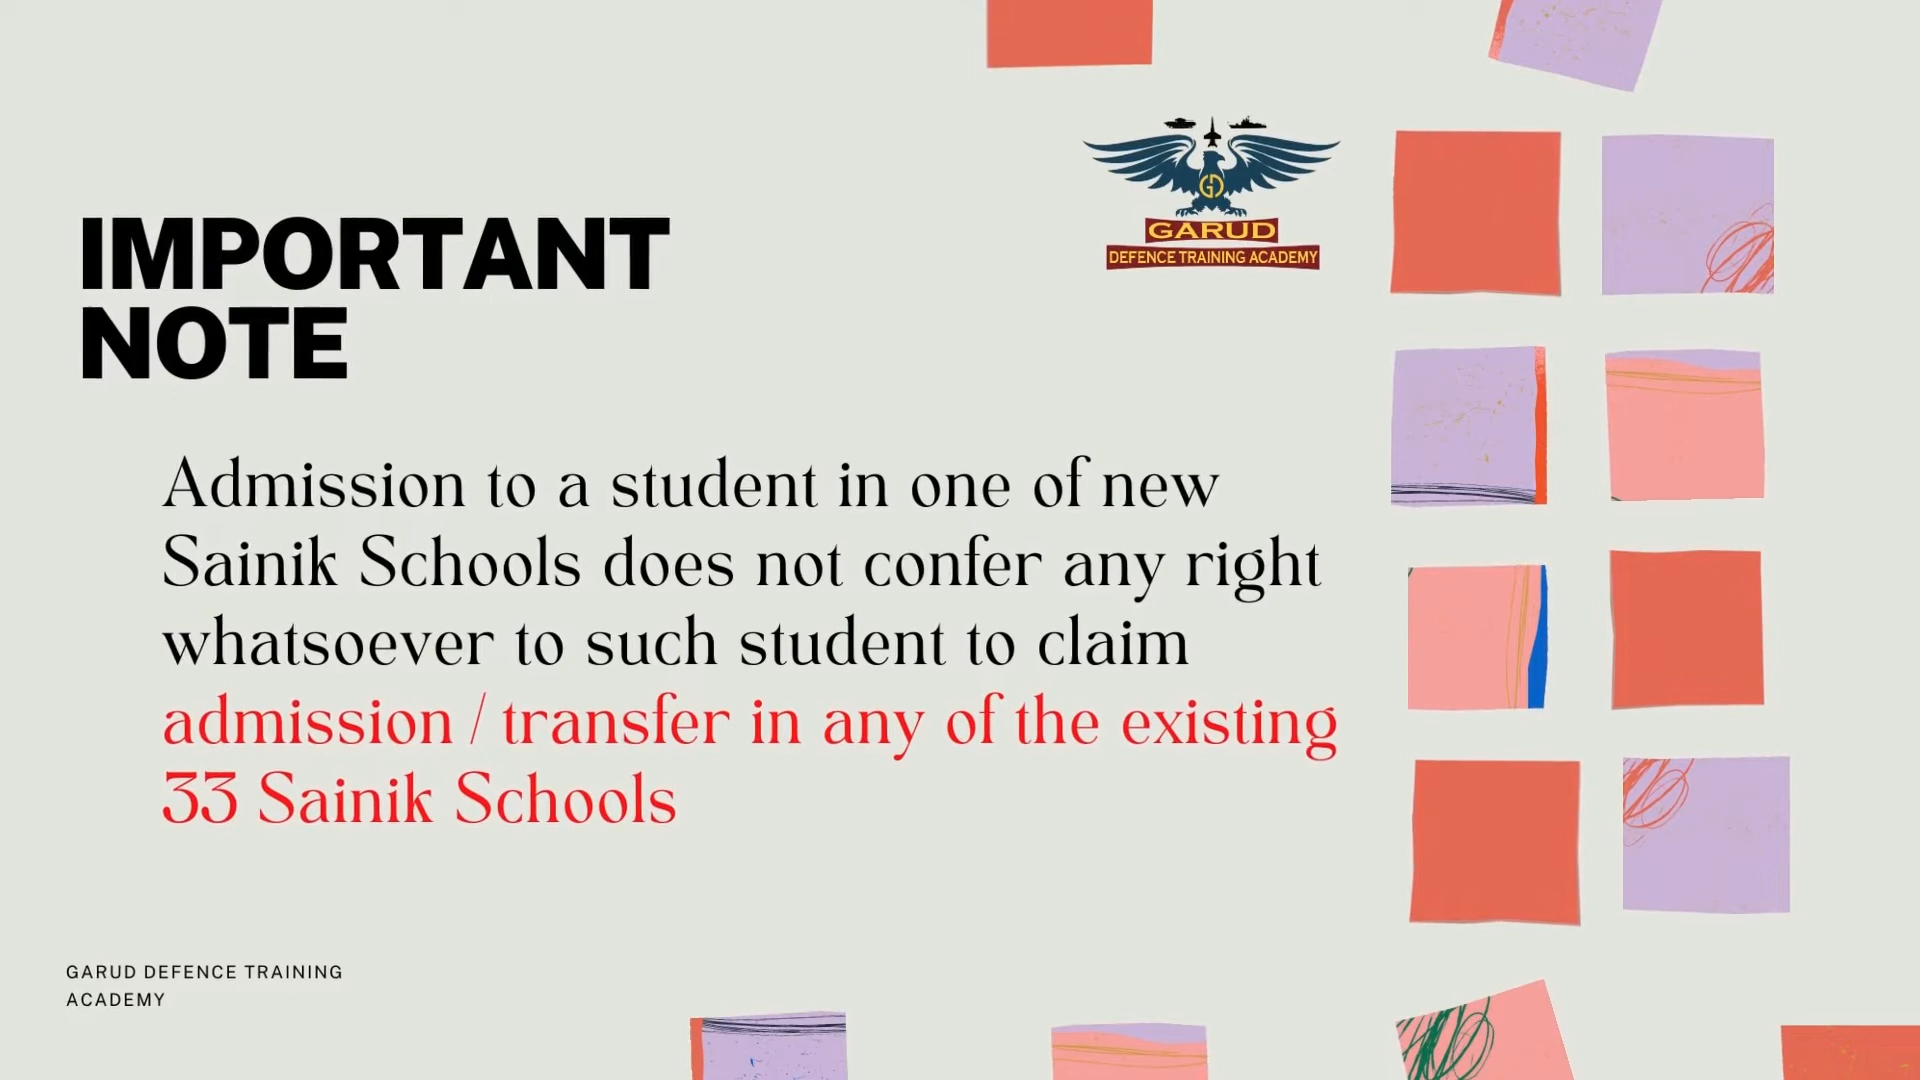 GARUD
DEFENCE TRAINING ACADEMY
IMPORTANT
NOTE
Admission to a student in one of new
Sainik Schools does not confer any right
whatsoever to such student to claim
admission / transfer in any of the existing
33 Sainik Schools
GARUD DEFENCE TRAINING
ACADEMY